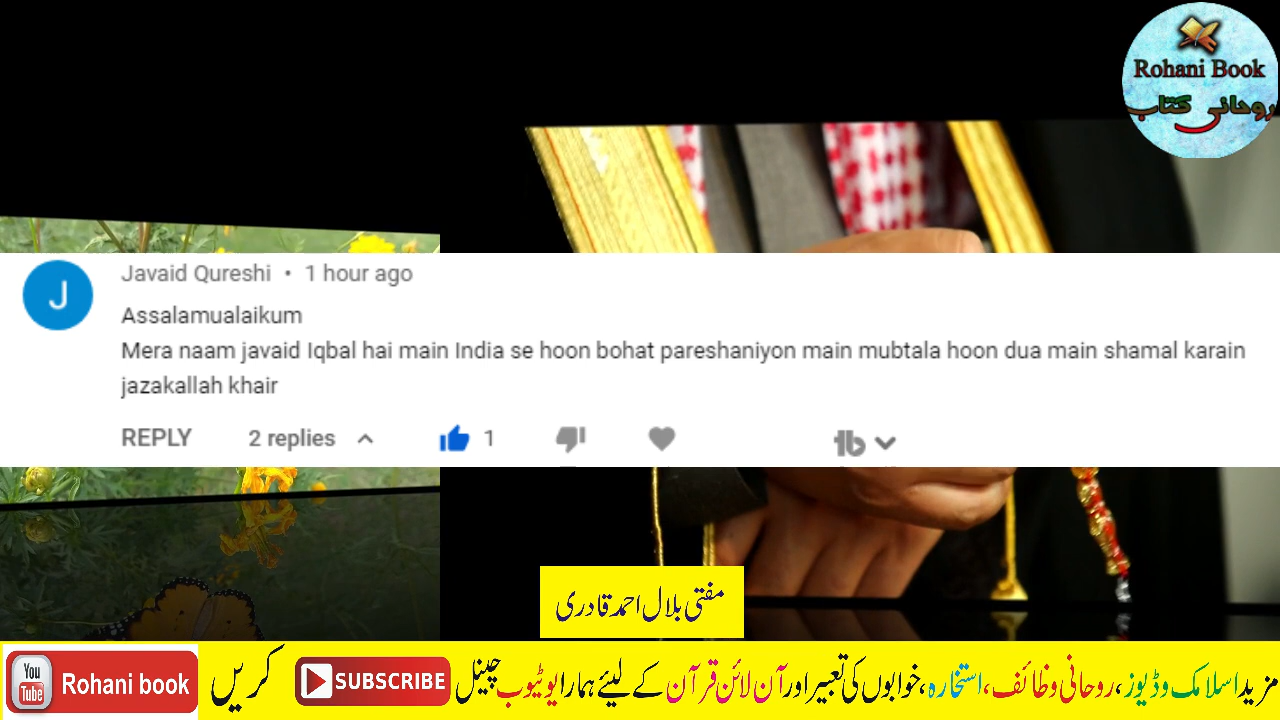 Rohani Book
روحانی کتاب
Javaid Qureshi • 1 hour ago
J
Assalamualaikum
Mera naam javaid Iqbal hai main India se hoon bohat pareshaniyon main mubtala hoon dua main shamal karain
jazakallah khair
REPLY 2 replies 1
مفتی بلال احمد قادری
مزید اسلامک وڈیوز، روحانی وظائف، استخارہ، خوابوں کی تعبیر اور آن لائن قرآن کے لیئے ہمارا یوٹیوب چینل SUBSCRIBE کریں
You Tube Rohani book